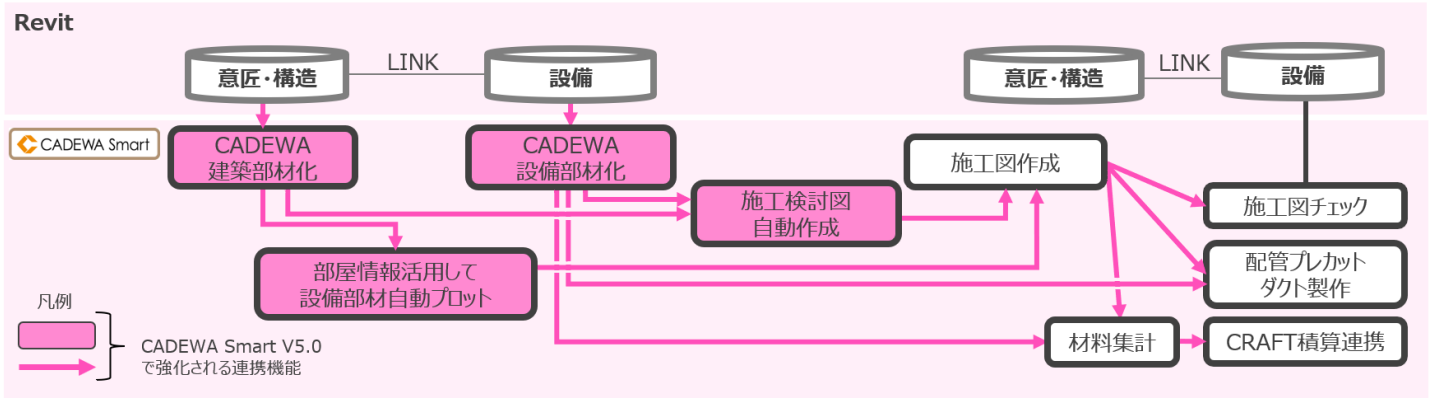 Revit
意匠・構造
LINK
設備
意匠・構造
LINK
設備
CADEWA Smart
CADEWA
建築部材化
CADEWA
設備部材化
施工図作成
施工検討図
自動作成
施工図チェック
部屋情報活用して
設備部材自動プロット
配管プレカット
ダクト製作
凡例
材料集計
CRAFT積算連携
CADEWA Smart V5.0
で強化される連携機能